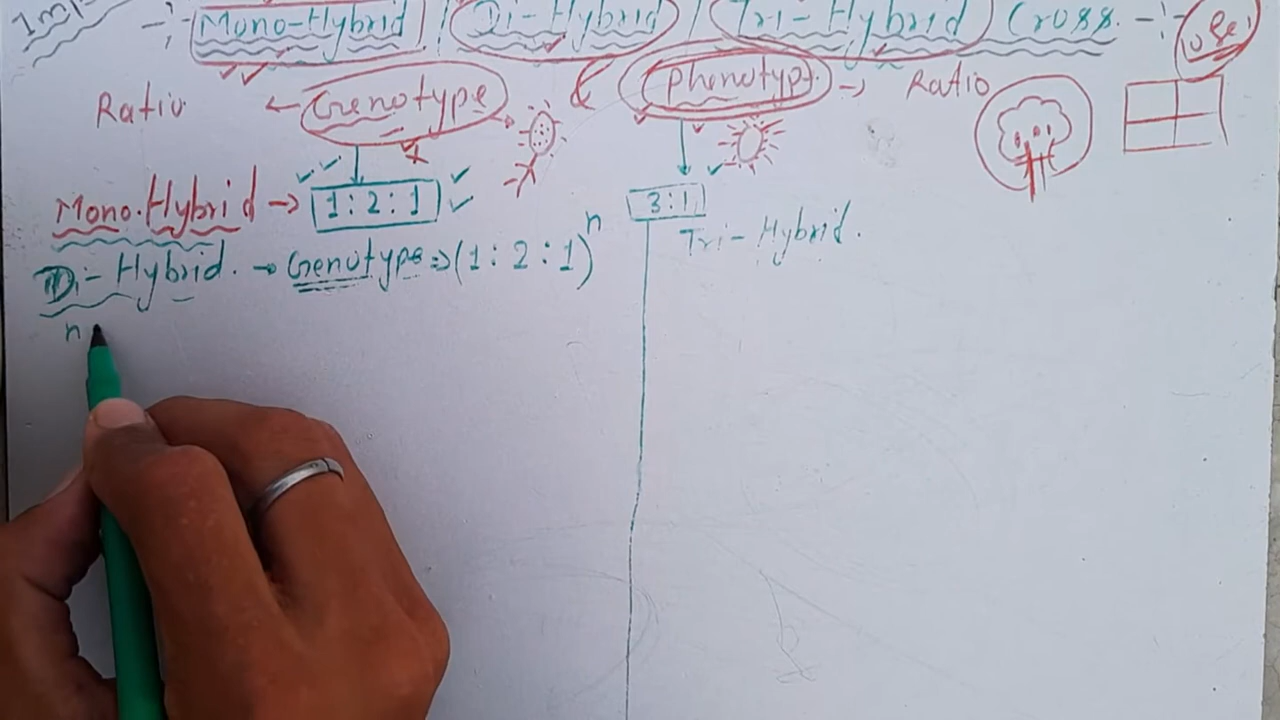 Imp
-: Mono-Hybrid / Di-Hybrid / Tri-Hybrid Cross. -:-
Ratio ← Genotype & Phenotype → Ratio
Mono.Hybrid → 1:2:1 3:1
Tri-Hybrid.
Di-Hybrid. → Genotype ⇒ (1:2:1)ⁿ
n